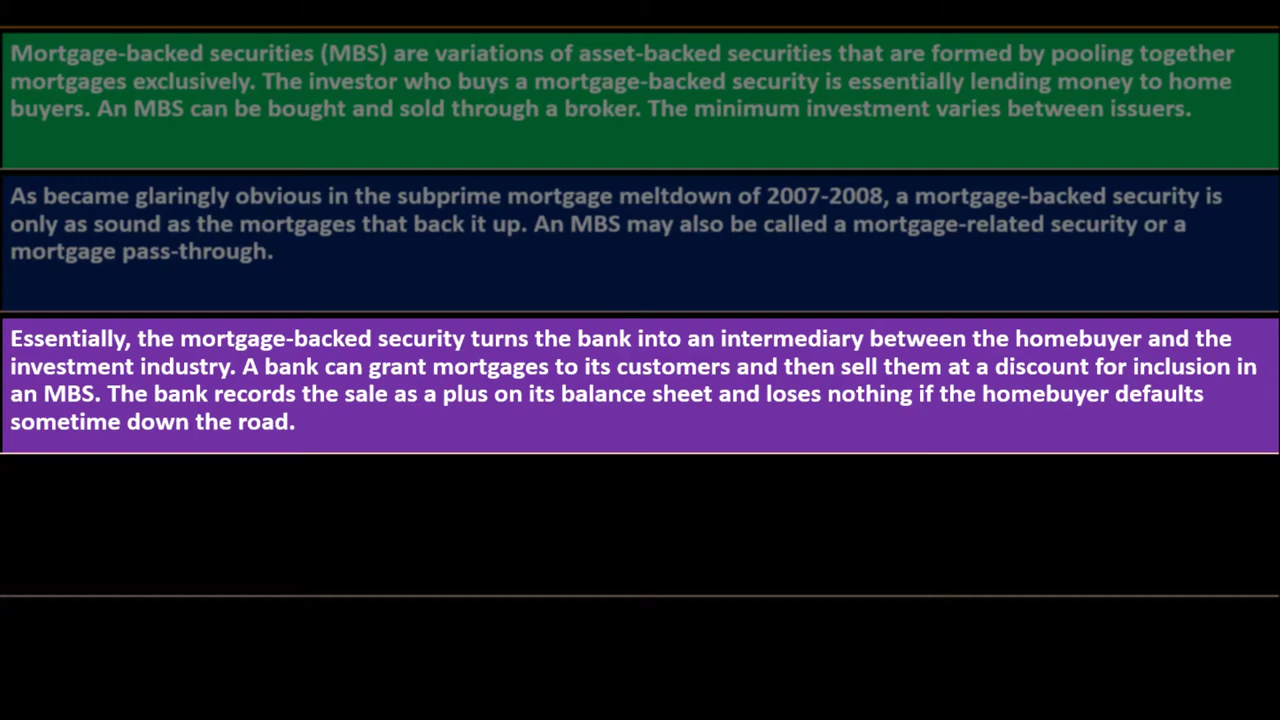 Mortgage-backed securities (MBS) are variations of asset-backed securities that are formed by pooling together
mortgages exclusively. The investor who buys a mortgage-backed security is essentially lending money to home
buyers. An MBS can be bought and sold through a broker. The minimum investment varies between issuers.
As became glaringly obvious in the subprime mortgage meltdown of 2007-2008, a mortgage-backed security is
only as sound as the mortgages that back it up. An MBS may also be called a mortgage-related security or a
mortgage pass-through.
Essentially, the mortgage-backed security turns the bank into an intermediary between the homebuyer and the
investment industry. A bank can grant mortgages to its customers and then sell them at a discount for inclusion in
an MBS. The bank records the sale as a plus on its balance sheet and loses nothing if the homebuyer defaults
sometime down the road.